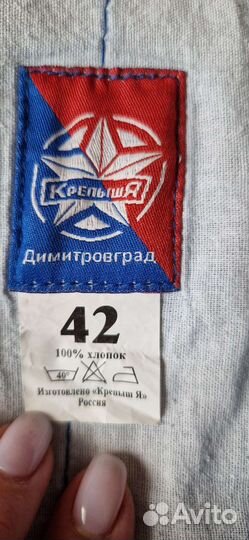 КРЕПЫШЯ
Димитровград
42
100% хлопок
40°
Изготовлено «Крепыш Я»
Россия
Avito